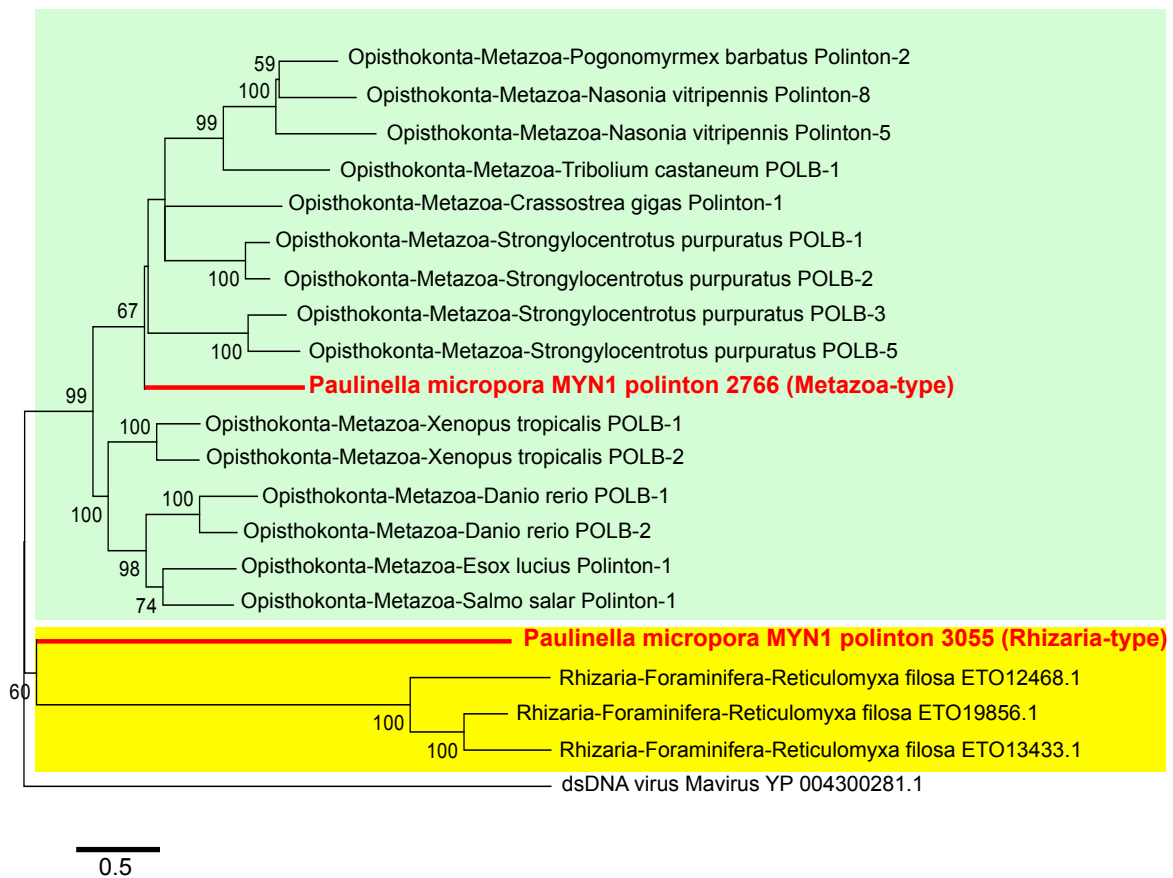 Opisthokonta-Metazoa-Pogonomyrmex barbatus Polinton-2
59
Opisthokonta-Metazoa-Nasonia vitripennis Polinton-8
100
Opisthokonta-Metazoa-Nasonia vitripennis Polinton-5
99
Opisthokonta-Metazoa-Tribolium castaneum POLB-1
Opisthokonta-Metazoa-Crassostrea gigas Polinton-1
Opisthokonta-Metazoa-Strongylocentrotus purpuratus POLB-1
100
Opisthokonta-Metazoa-Strongylocentrotus purpuratus POLB-2
67
Opisthokonta-Metazoa-Strongylocentrotus purpuratus POLB-3
100
Opisthokonta-Metazoa-Strongylocentrotus purpuratus POLB-5
Paulinella micropora MYN1 polinton 2766 (Metazoa-type)
99
100
Opisthokonta-Metazoa-Xenopus tropicalis POLB-1
Opisthokonta-Metazoa-Xenopus tropicalis POLB-2
100
100
Opisthokonta-Metazoa-Danio rerio POLB-1
Opisthokonta-Metazoa-Danio rerio POLB-2
98
Opisthokonta-Metazoa-Esox lucius Polinton-1
74
Opisthokonta-Metazoa-Salmo salar Polinton-1
Paulinella micropora MYN1 polinton 3055 (Rhizaria-type)
60
Rhizaria-Foraminifera-Reticulomyxa filosa ETO12468.1
100
Rhizaria-Foraminifera-Reticulomyxa filosa ETO19856.1
100
Rhizaria-Foraminifera-Reticulomyxa filosa ETO13433.1
dsDNA virus Mavirus YP 004300281.1
0.5